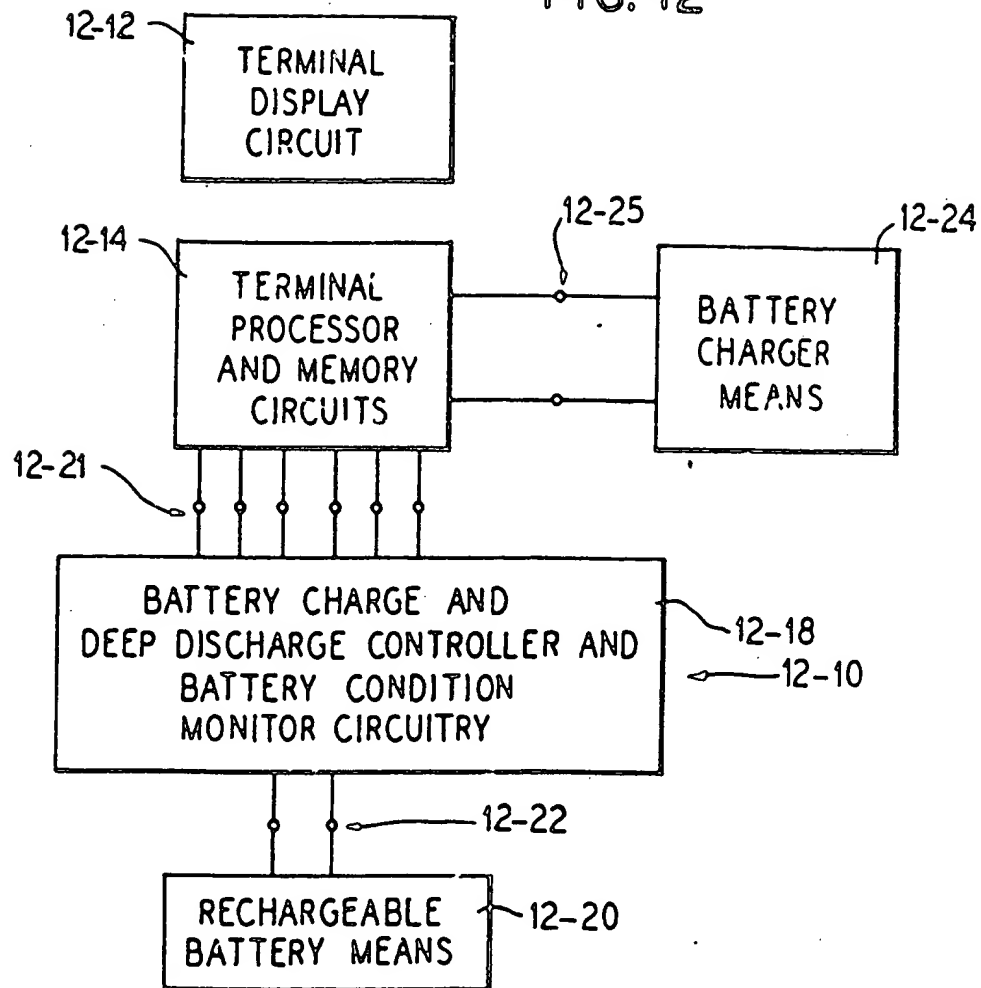 FIG. 12
12-12
TERMINAL
DISPLAY
CIRCUIT
12-14
TERMINAL
PROCESSOR
AND MEMORY
CIRCUITS
12-25
12-24
BATTERY
CHARGER
MEANS
12-21
BATTERY CHARGE AND
DEEP DISCHARGE CONTROLLER AND
BATTERY CONDITION
MONITOR CIRCUITRY
12-18
12-10
12-22
RECHARGEABLE
BATTERY MEANS
12-20